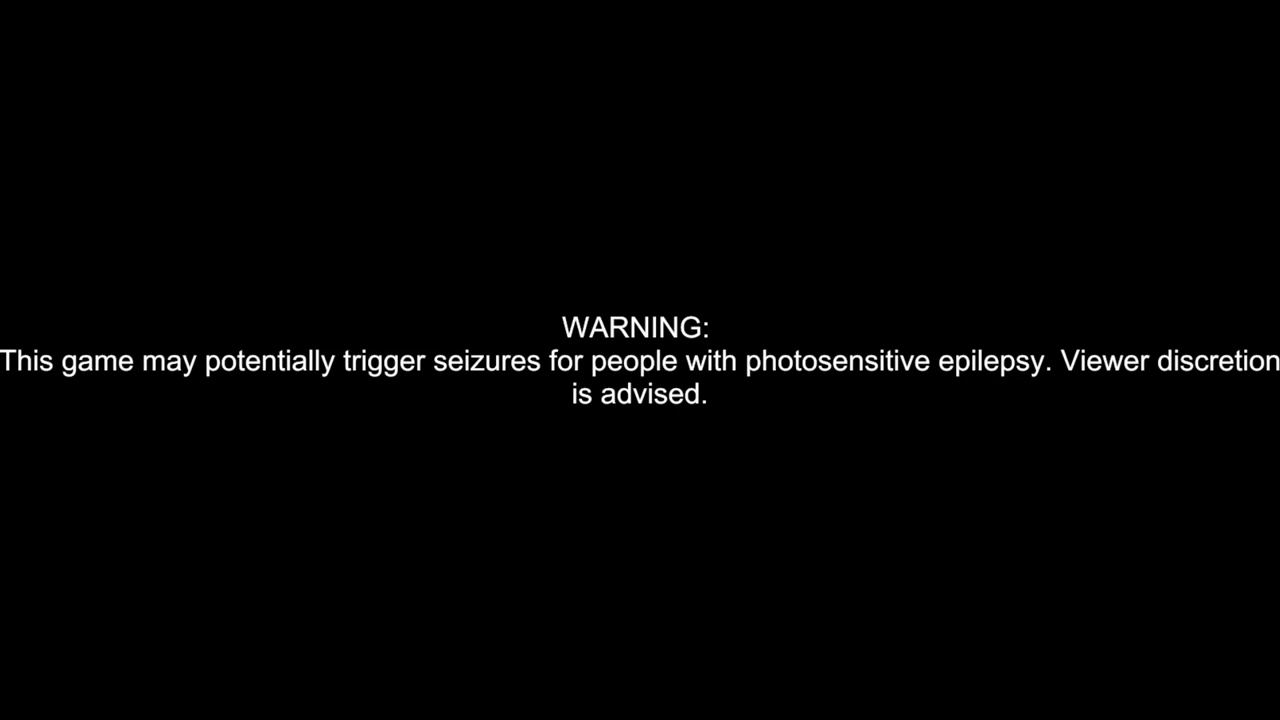 WARNING:
This game may potentially trigger seizures for people with photosensitive epilepsy. Viewer discretion
is advised.